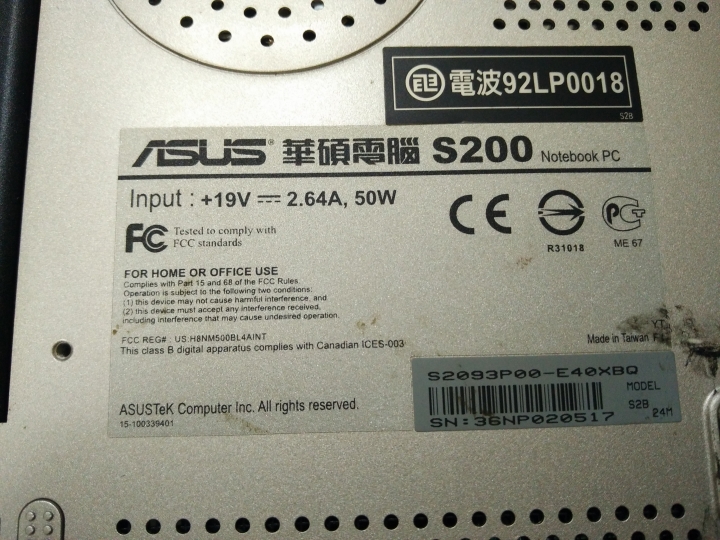 電波92LP0018
S2B
ASUS® 華碩電腦 S200 Notebook PC
Input : +19V ⎓ 2.64A, 50W
FC Tested to comply with
FCC standards
CE
R31018
PCT
ME 67
FOR HOME OR OFFICE USE
Complies with Part 15 and 68 of the FCC Rules.
Operation is subject to the following two conditions:
(1) this device may not cause harmful interference, and
(2) this device must accept any interference received,
including interference that may cause undesired operation.
FCC REG# : US:H8NM500BL4AINT
This class B digital apparatus complies with Canadian ICES-003
Made in Taiwan
ASUSTeK Computer Inc. All rights reserved.
15-100339401
S2093P00-E40XBQ
MODEL
S2B
24M
SN:36NP020517